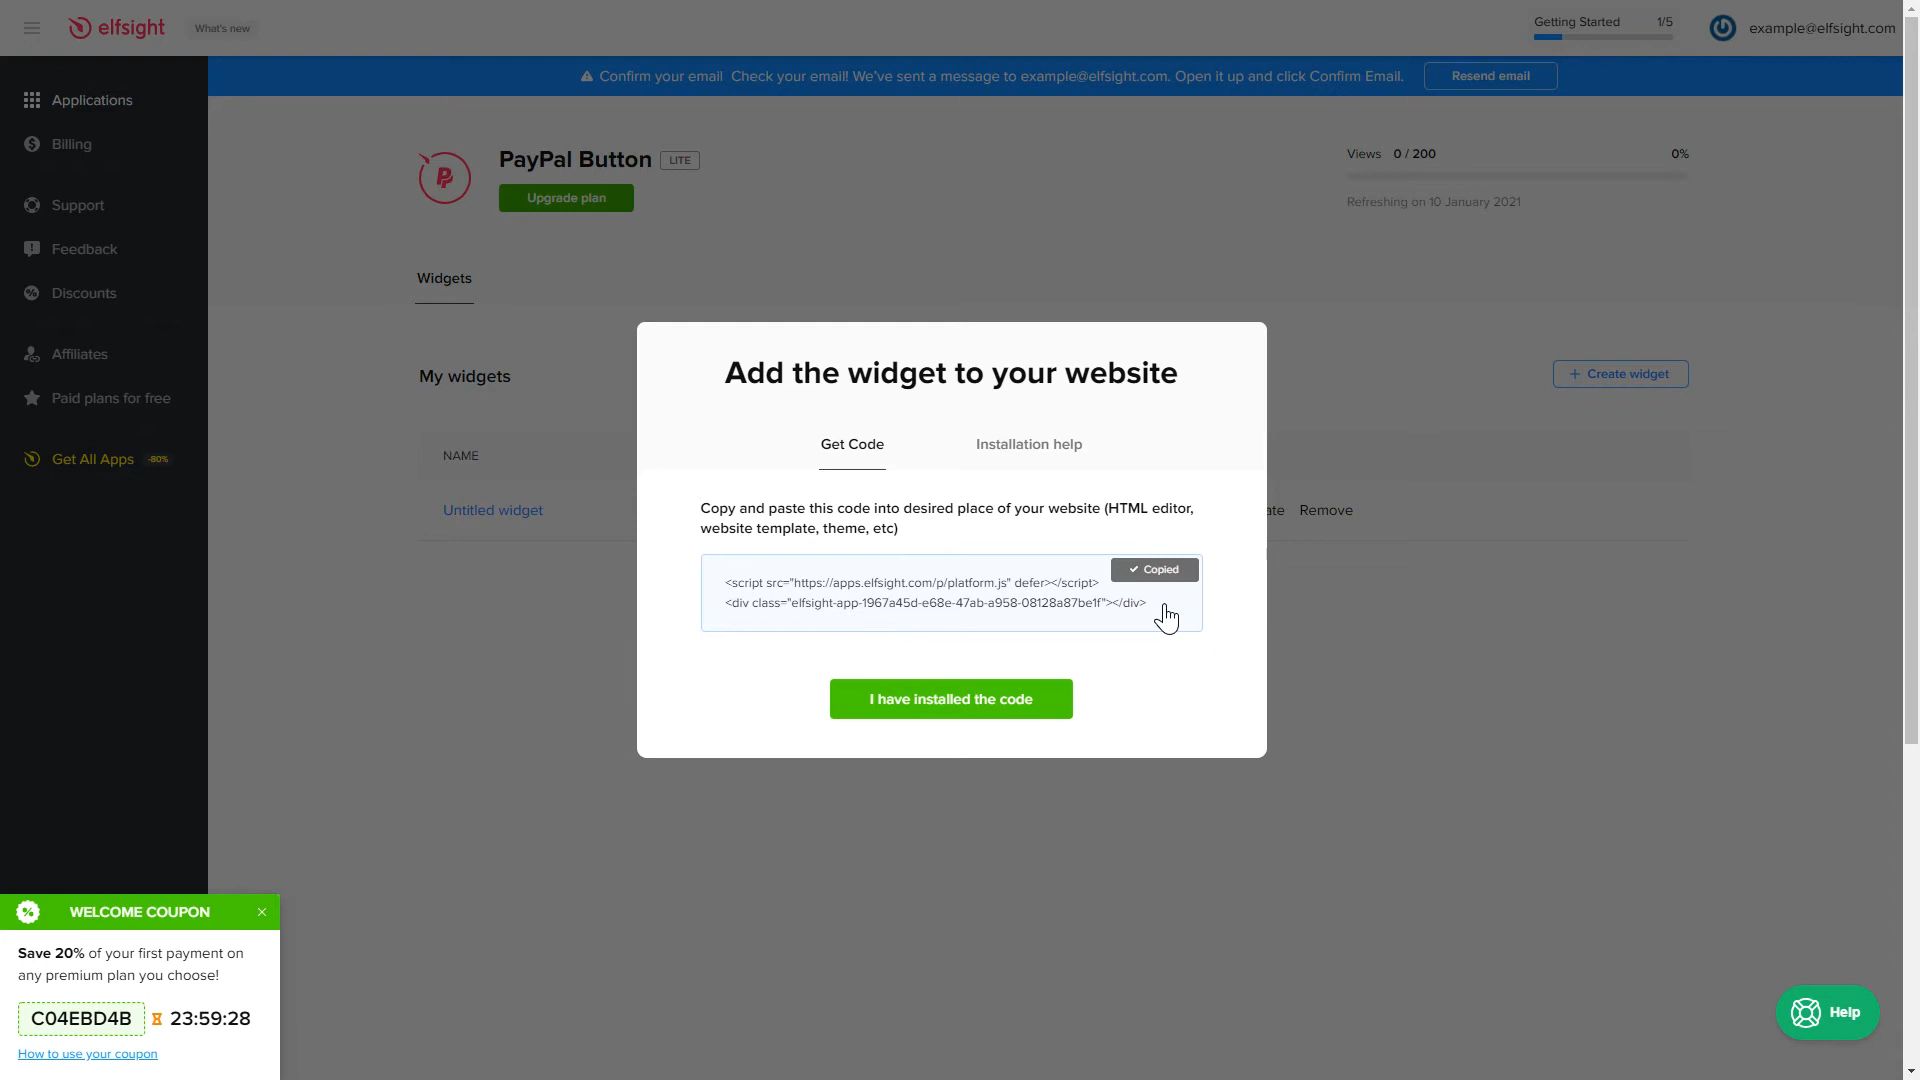 elfsight
What's new
Getting Started 1/5
example@elfsight.com
Confirm your email Check your email! We've sent a message to example@elfsight.com. Open it up and click Confirm Email.
Resend email
Applications
Billing
Support
Feedback
Discounts
Affiliates
Paid plans for free
Get All Apps -80%
PayPal Button LITE
Upgrade plan
Views 0 / 200 0%
Refreshing on 10 January 2021
Widgets
My widgets
+ Create widget
NAME
Untitled widget
ate Remove
Add the widget to your website
Get Code Installation help
Copy and paste this code into desired place of your website (HTML editor,
website template, theme, etc)
Copied
<script src="https://apps.elfsight.com/p/platform.js" defer></script>
<div class="elfsight-app-1967a45d-e68e-47ab-a958-08128a87be1f"></div>
I have installed the code
WELCOME COUPON
Save 20% of your first payment on
any premium plan you choose!
C04EBD4B 23:59:28
How to use your coupon
Help